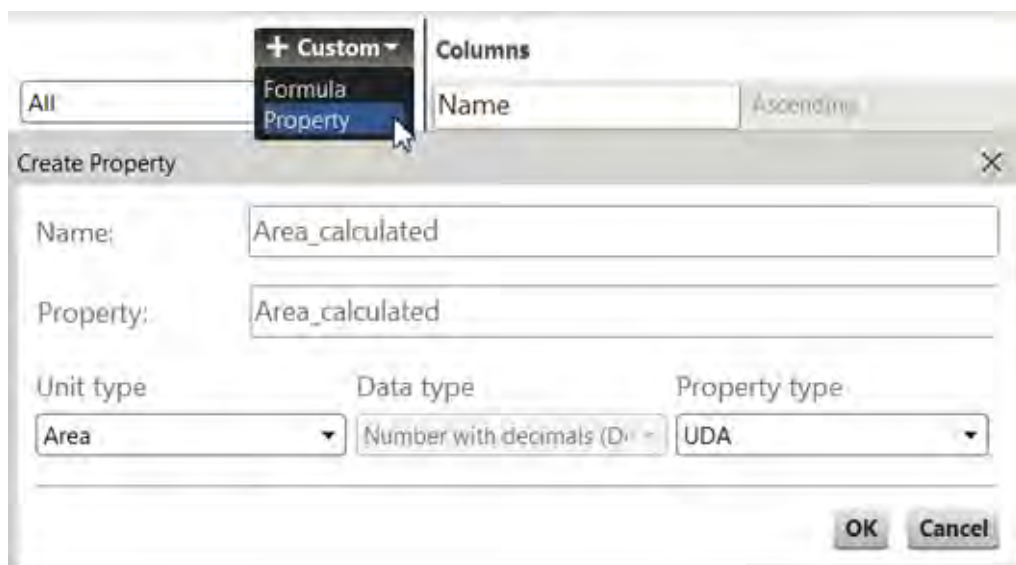 + Custom
Columns
All
Formula
Property
Name
Ascending
Create Property
Name:
Area_calculated
Property:
Area_calculated
Unit type
Data type
Property type
Area
Number with decimals (D
UDA
OK
Cancel